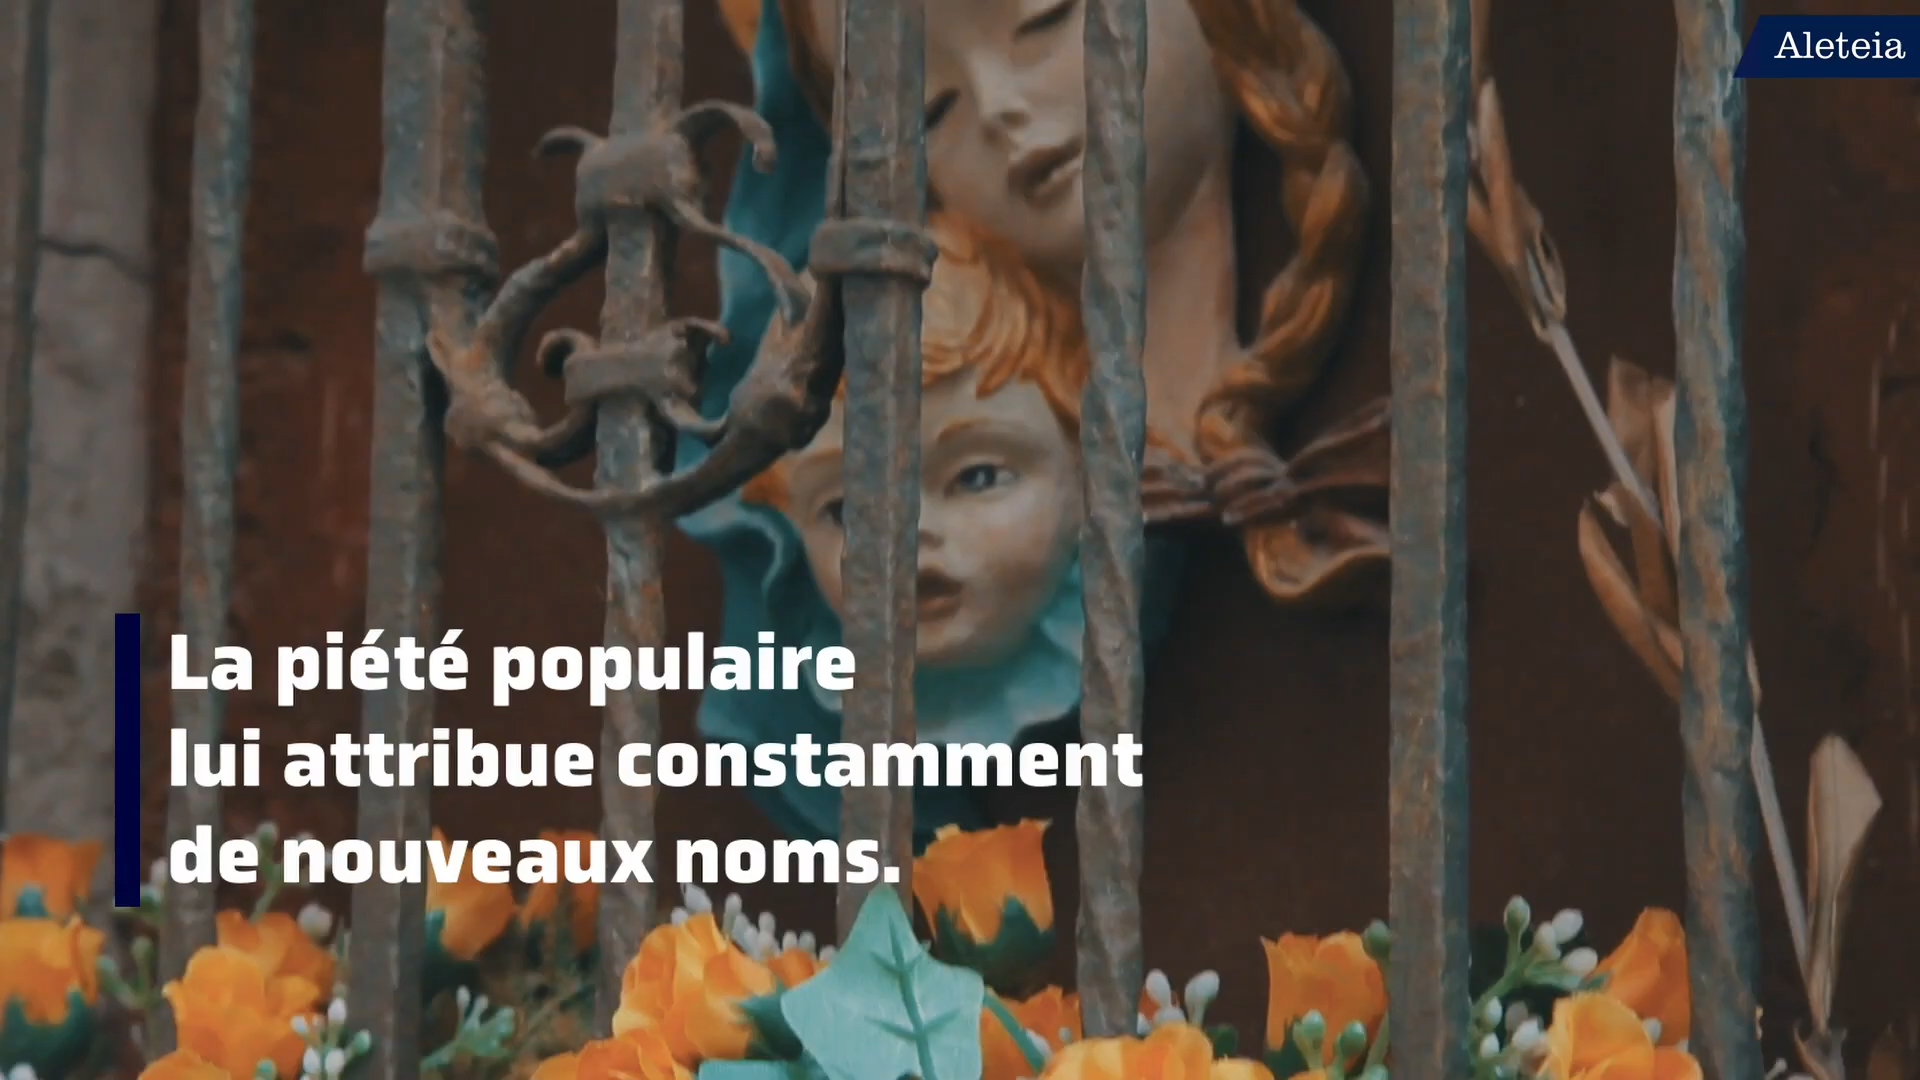 Aleteia
La piété populaire
lui attribue constamment
de nouveaux noms.